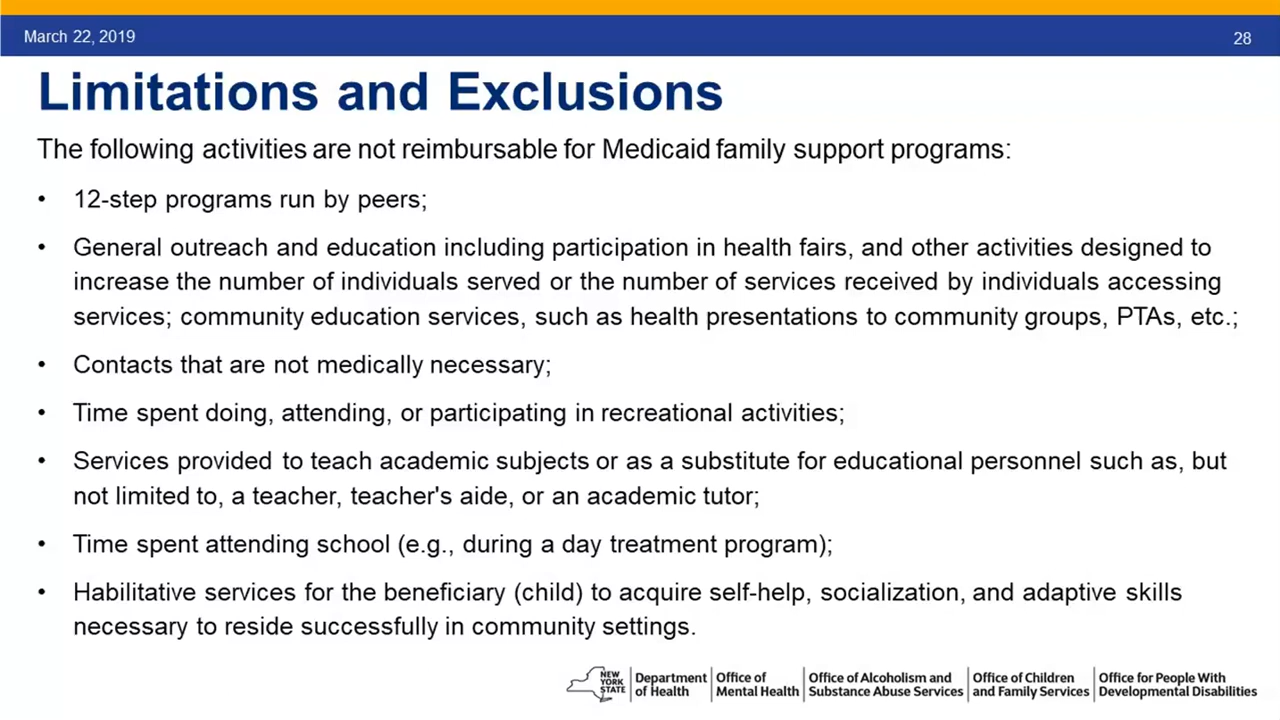 March 22, 2019
28
Limitations and Exclusions
The following activities are not reimbursable for Medicaid family support programs:
• 12-step programs run by peers;
• General outreach and education including participation in health fairs, and other activities designed to
increase the number of individuals served or the number of services received by individuals accessing
services; community education services, such as health presentations to community groups, PTAs, etc.;
• Contacts that are not medically necessary;
• Time spent doing, attending, or participating in recreational activities;
• Services provided to teach academic subjects or as a substitute for educational personnel such as, but
not limited to, a teacher, teacher's aide, or an academic tutor;
• Time spent attending school (e.g., during a day treatment program);
• Habilitative services for the beneficiary (child) to acquire self-help, socialization, and adaptive skills
necessary to reside successfully in community settings.
NEW
YORK
STATE
Department
of Health
Office of
Mental Health
Office of Alcoholism and
Substance Abuse Services
Office of Children
and Family Services
Office for People With
Developmental Disabilities